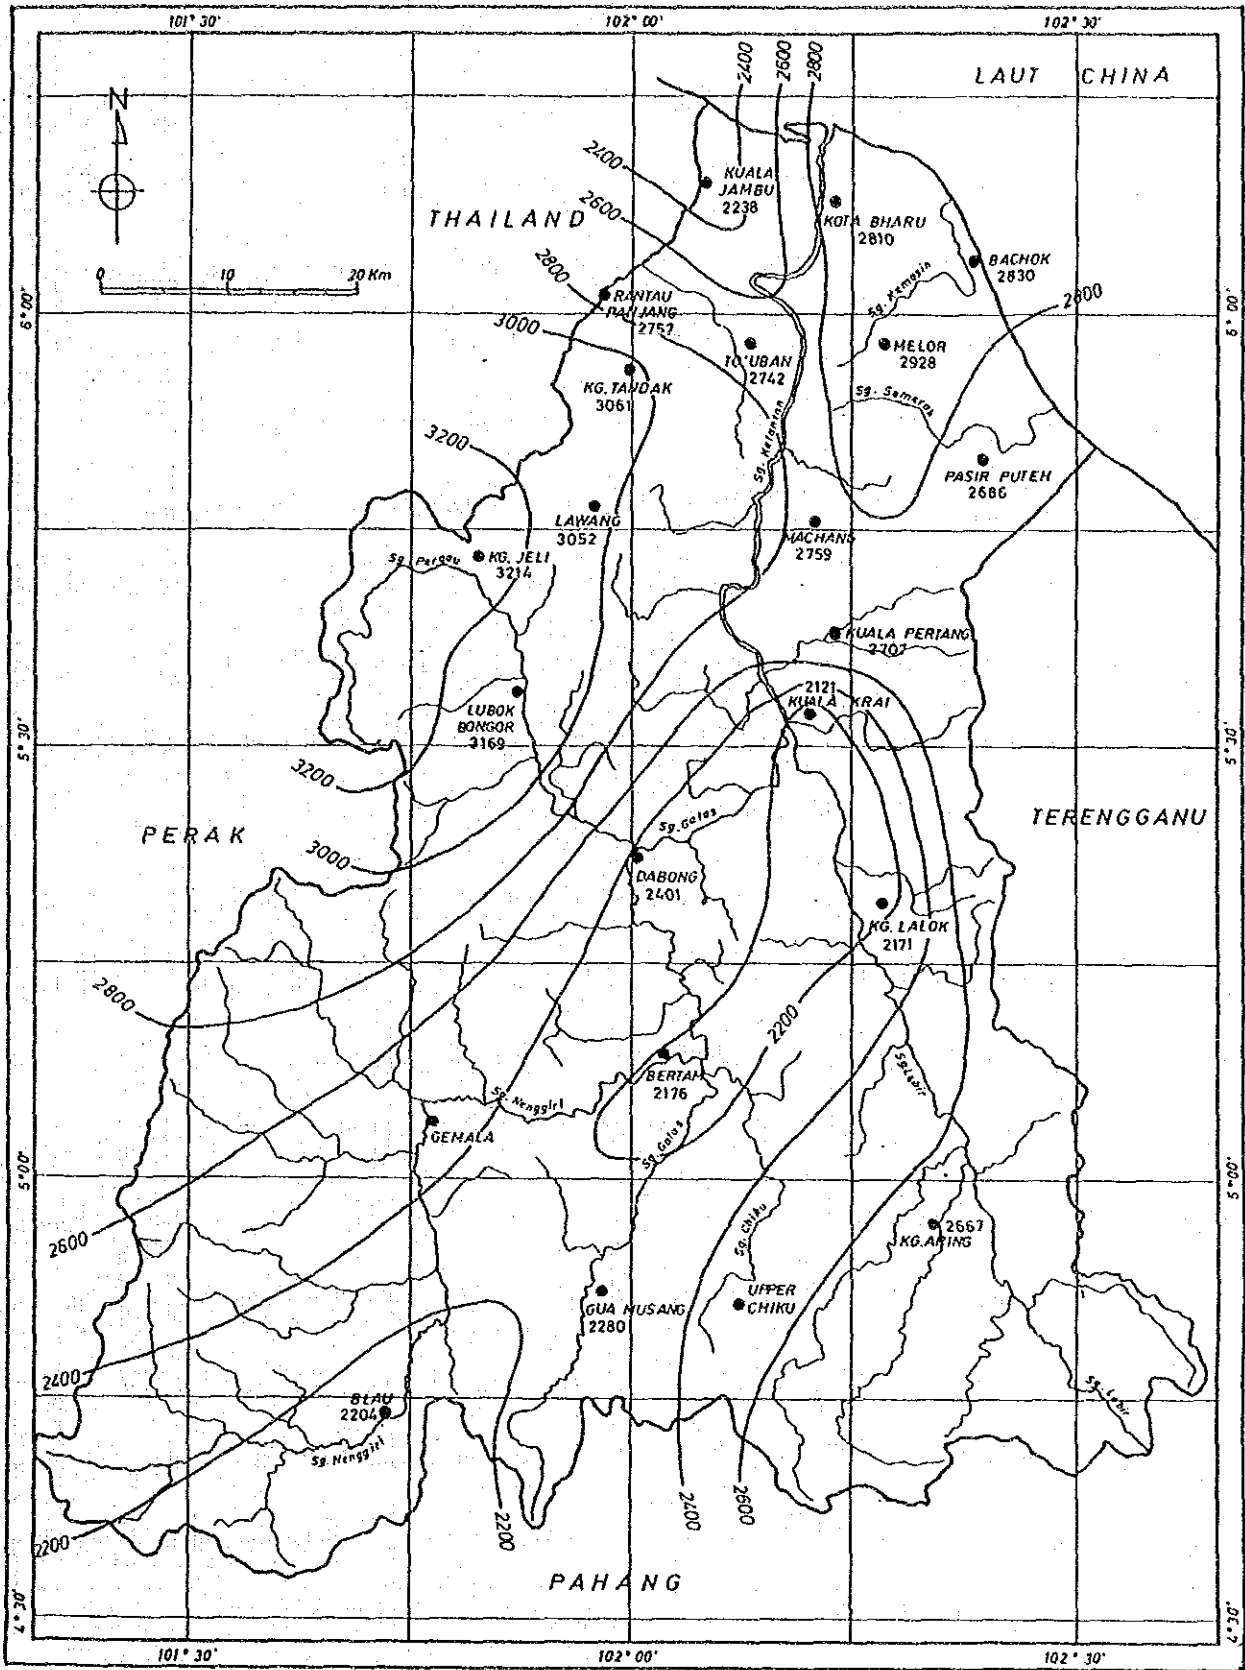 101° 30'
102° 00'
102° 30'
2400
2600
2800
LAUT CHINA
N
2400
KUALA
JAMBU
2238
2600
THAILAND
KOTA BHARU
2810
2800
BACHOK
2830
0 10 20 Km
Sg. Kemasin
RANTAU
PANJANG
2757
2800
6° 00'
6° 00'
3000
TO'UBAN
2742
MELOR
2928
KG. TANDAK
3061
Sg. Semerak
3200
Sg. Kelantan
PASIR PUTEH
2686
LAWANG
3052
MACHANG
2759
Sg. Pergau
KG. JELI
3214
KUALA PERTANG
2707
2121
KUALA KRAI
LUBOK
BONGOR
3169
5° 30'
5° 30'
3200
PERAK
Sg. Galas
TERENGGANU
3000
DABONG
2401
KG. LALOK
2171
2800
2200
BERTAM
2176
Sg. Lebir
Sg. Nenggiri
GEMALA
Sg. Galas
5° 00'
5° 00'
2600
Sg. Chiku
2667
KG. ARING
GUA MUSANG
2280
UPPER
CHIKU
2400
BLAU
2204
Sg. Lebir
Sg. Nenggiri
2200
2200
2400
2600
PAHANG
4° 30'
4° 30'
101° 30'
102° 00'
102° 30'